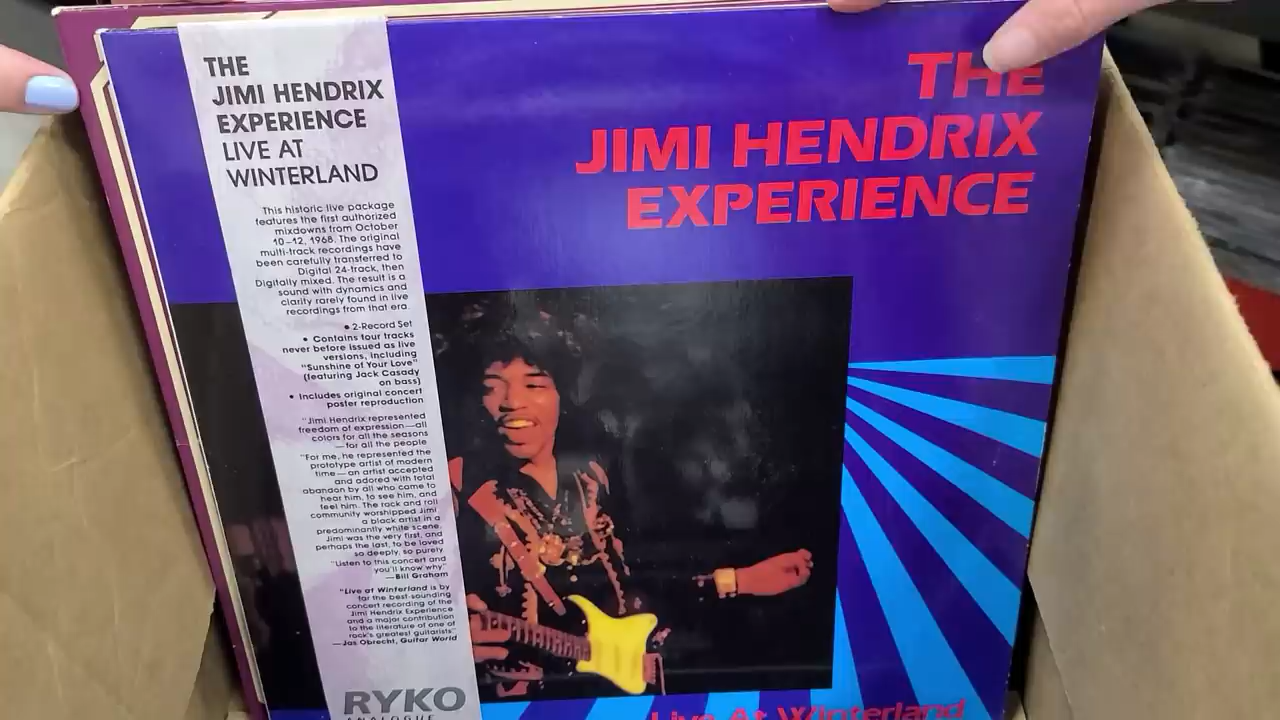 THE
JIMI HENDRIX
EXPERIENCE
LIVE AT
WINTERLAND
This historic live package
features the first authorized
mixdowns from October
10–12, 1968. The original
multi-track recordings have
been carefully transferred to
Digital 24-track, then
Digitally mixed. The result is a
sound with dynamics and
clarity rarely found in live
recordings from that era.
• 2-Record Set
• Contains four tracks
never before issued as live
versions, including
"Sunshine of Your Love"
(featuring Jack Casady
on bass)
• Includes original concert
poster reproduction
"Jimi Hendrix represented
freedom of expression—all
colors for all the seasons
—for all the people
"For me, he represented the
prototype artist of modern
time—an artist accepted
and adored with total
abandon by all who came to
hear him, to see him, and
feel him. The rock and roll
community worshipped Jimi,
a black artist in a
predominantly white scene.
Jimi was the very first, and
perhaps the last, to be loved
so deeply, so purely.
"Listen to this concert and
you'll know why"
—Bill Graham
"Live at Winterland is by
far the best-sounding
concert recording of the
Jimi Hendrix Experience
and a major contribution
to the literature of one of
rock's greatest guitarists."
—Jas Obrecht, Guitar World
RYKO
ANALOGUE
THE
JIMI HENDRIX
EXPERIENCE
Live At Winterland